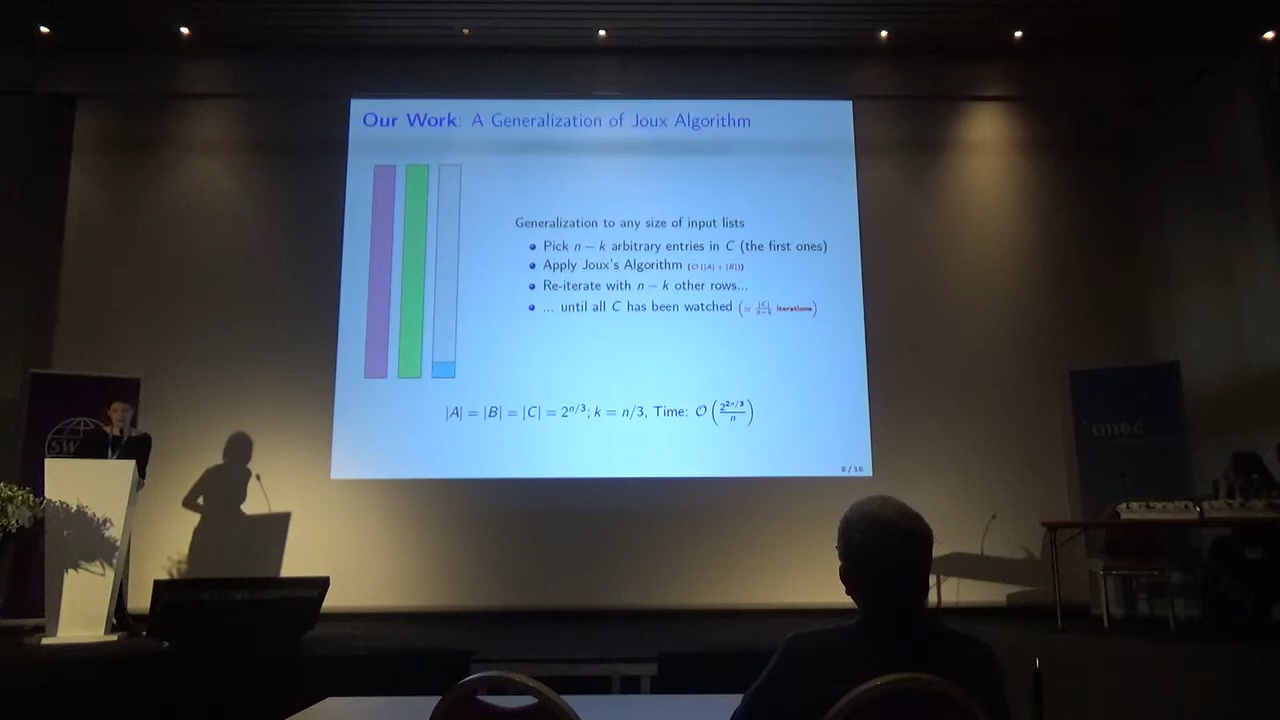 Our Work: A Generalization of Joux Algorithm
Generalization to any size of input lists
Pick n − k arbitrary entries in C (the first ones)
Apply Joux's Algorithm (O(|A| + |B|))
Re-iterate with n − k other rows...
... until all C has been watched (≃ |C|/n−k iterations)
|A| = |B| = |C| = 2^{n/3}; k = n/3, Time: O(2^{2n/3}/n)
6 / 16
SW
imec